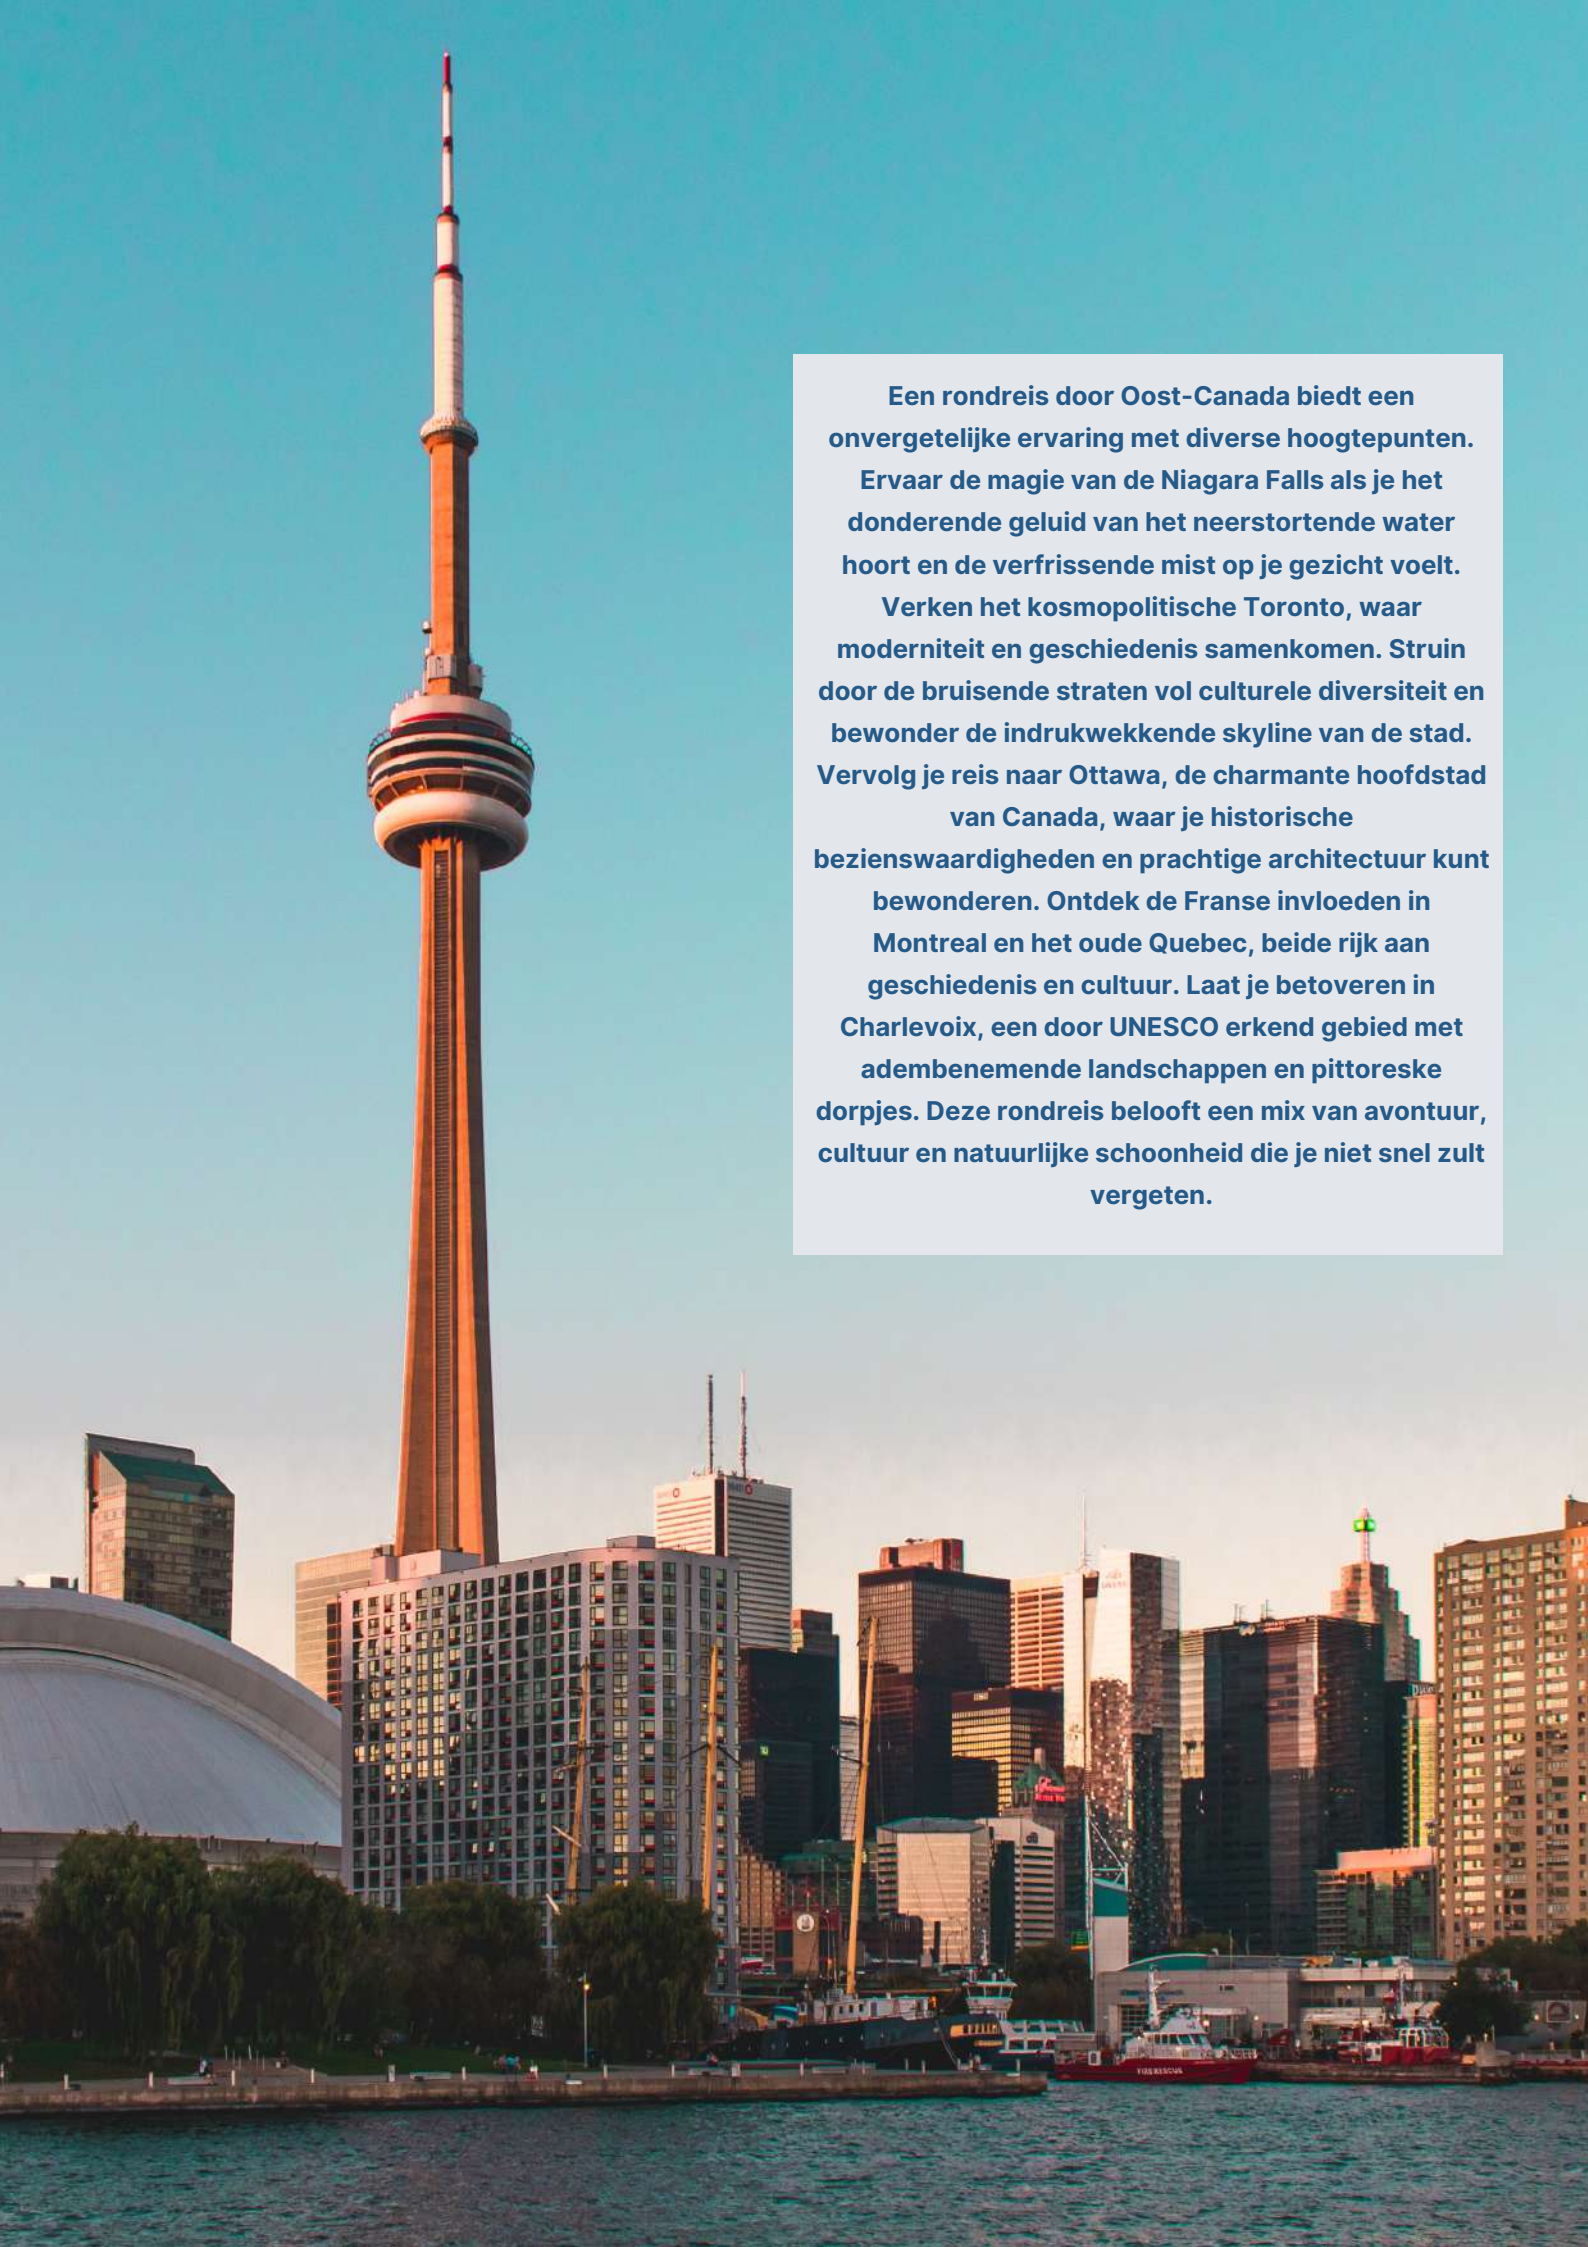 Een rondreis door Oost-Canada biedt een
onvergetelijke ervaring met diverse hoogtepunten.
Ervaar de magie van de Niagara Falls als je het
donderende geluid van het neerstortende water
hoort en de verfrissende mist op je gezicht voelt.
Verken het kosmopolitische Toronto, waar
moderniteit en geschiedenis samenkomen. Struin
door de bruisende straten vol culturele diversiteit en
bewonder de indrukwekkende skyline van de stad.
Vervolg je reis naar Ottawa, de charmante hoofdstad
van Canada, waar je historische
bezienswaardigheden en prachtige architectuur kunt
bewonderen. Ontdek de Franse invloeden in
Montreal en het oude Quebec, beide rijk aan
geschiedenis en cultuur. Laat je betoveren in
Charlevoix, een door UNESCO erkend gebied met
adembenemende landschappen en pittoreske
dorpjes. Deze rondreis belooft een mix van avontuur,
cultuur en natuurlijke schoonheid die je niet snel zult
vergeten.
FIRE RESCUE